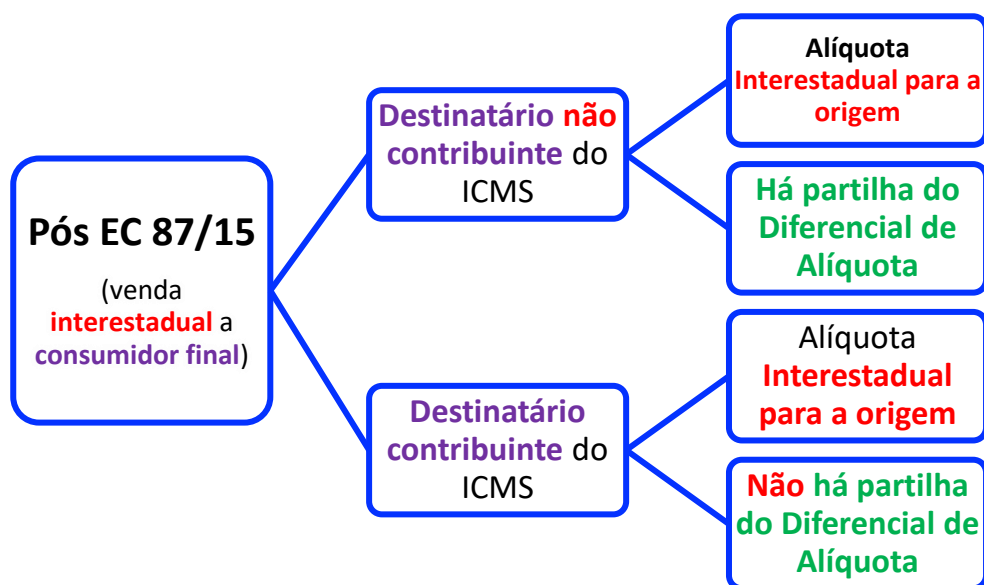 Pós EC 87/15
(venda
interestadual a
consumidor final)
Destinatário não
contribuinte do
ICMS
Alíquota
Interestadual para a
origem
Há partilha do
Diferencial de
Alíquota
Destinatário
contribuinte do
ICMS
Alíquota
Interestadual
para a origem
Não há partilha
do Diferencial de
Alíquota